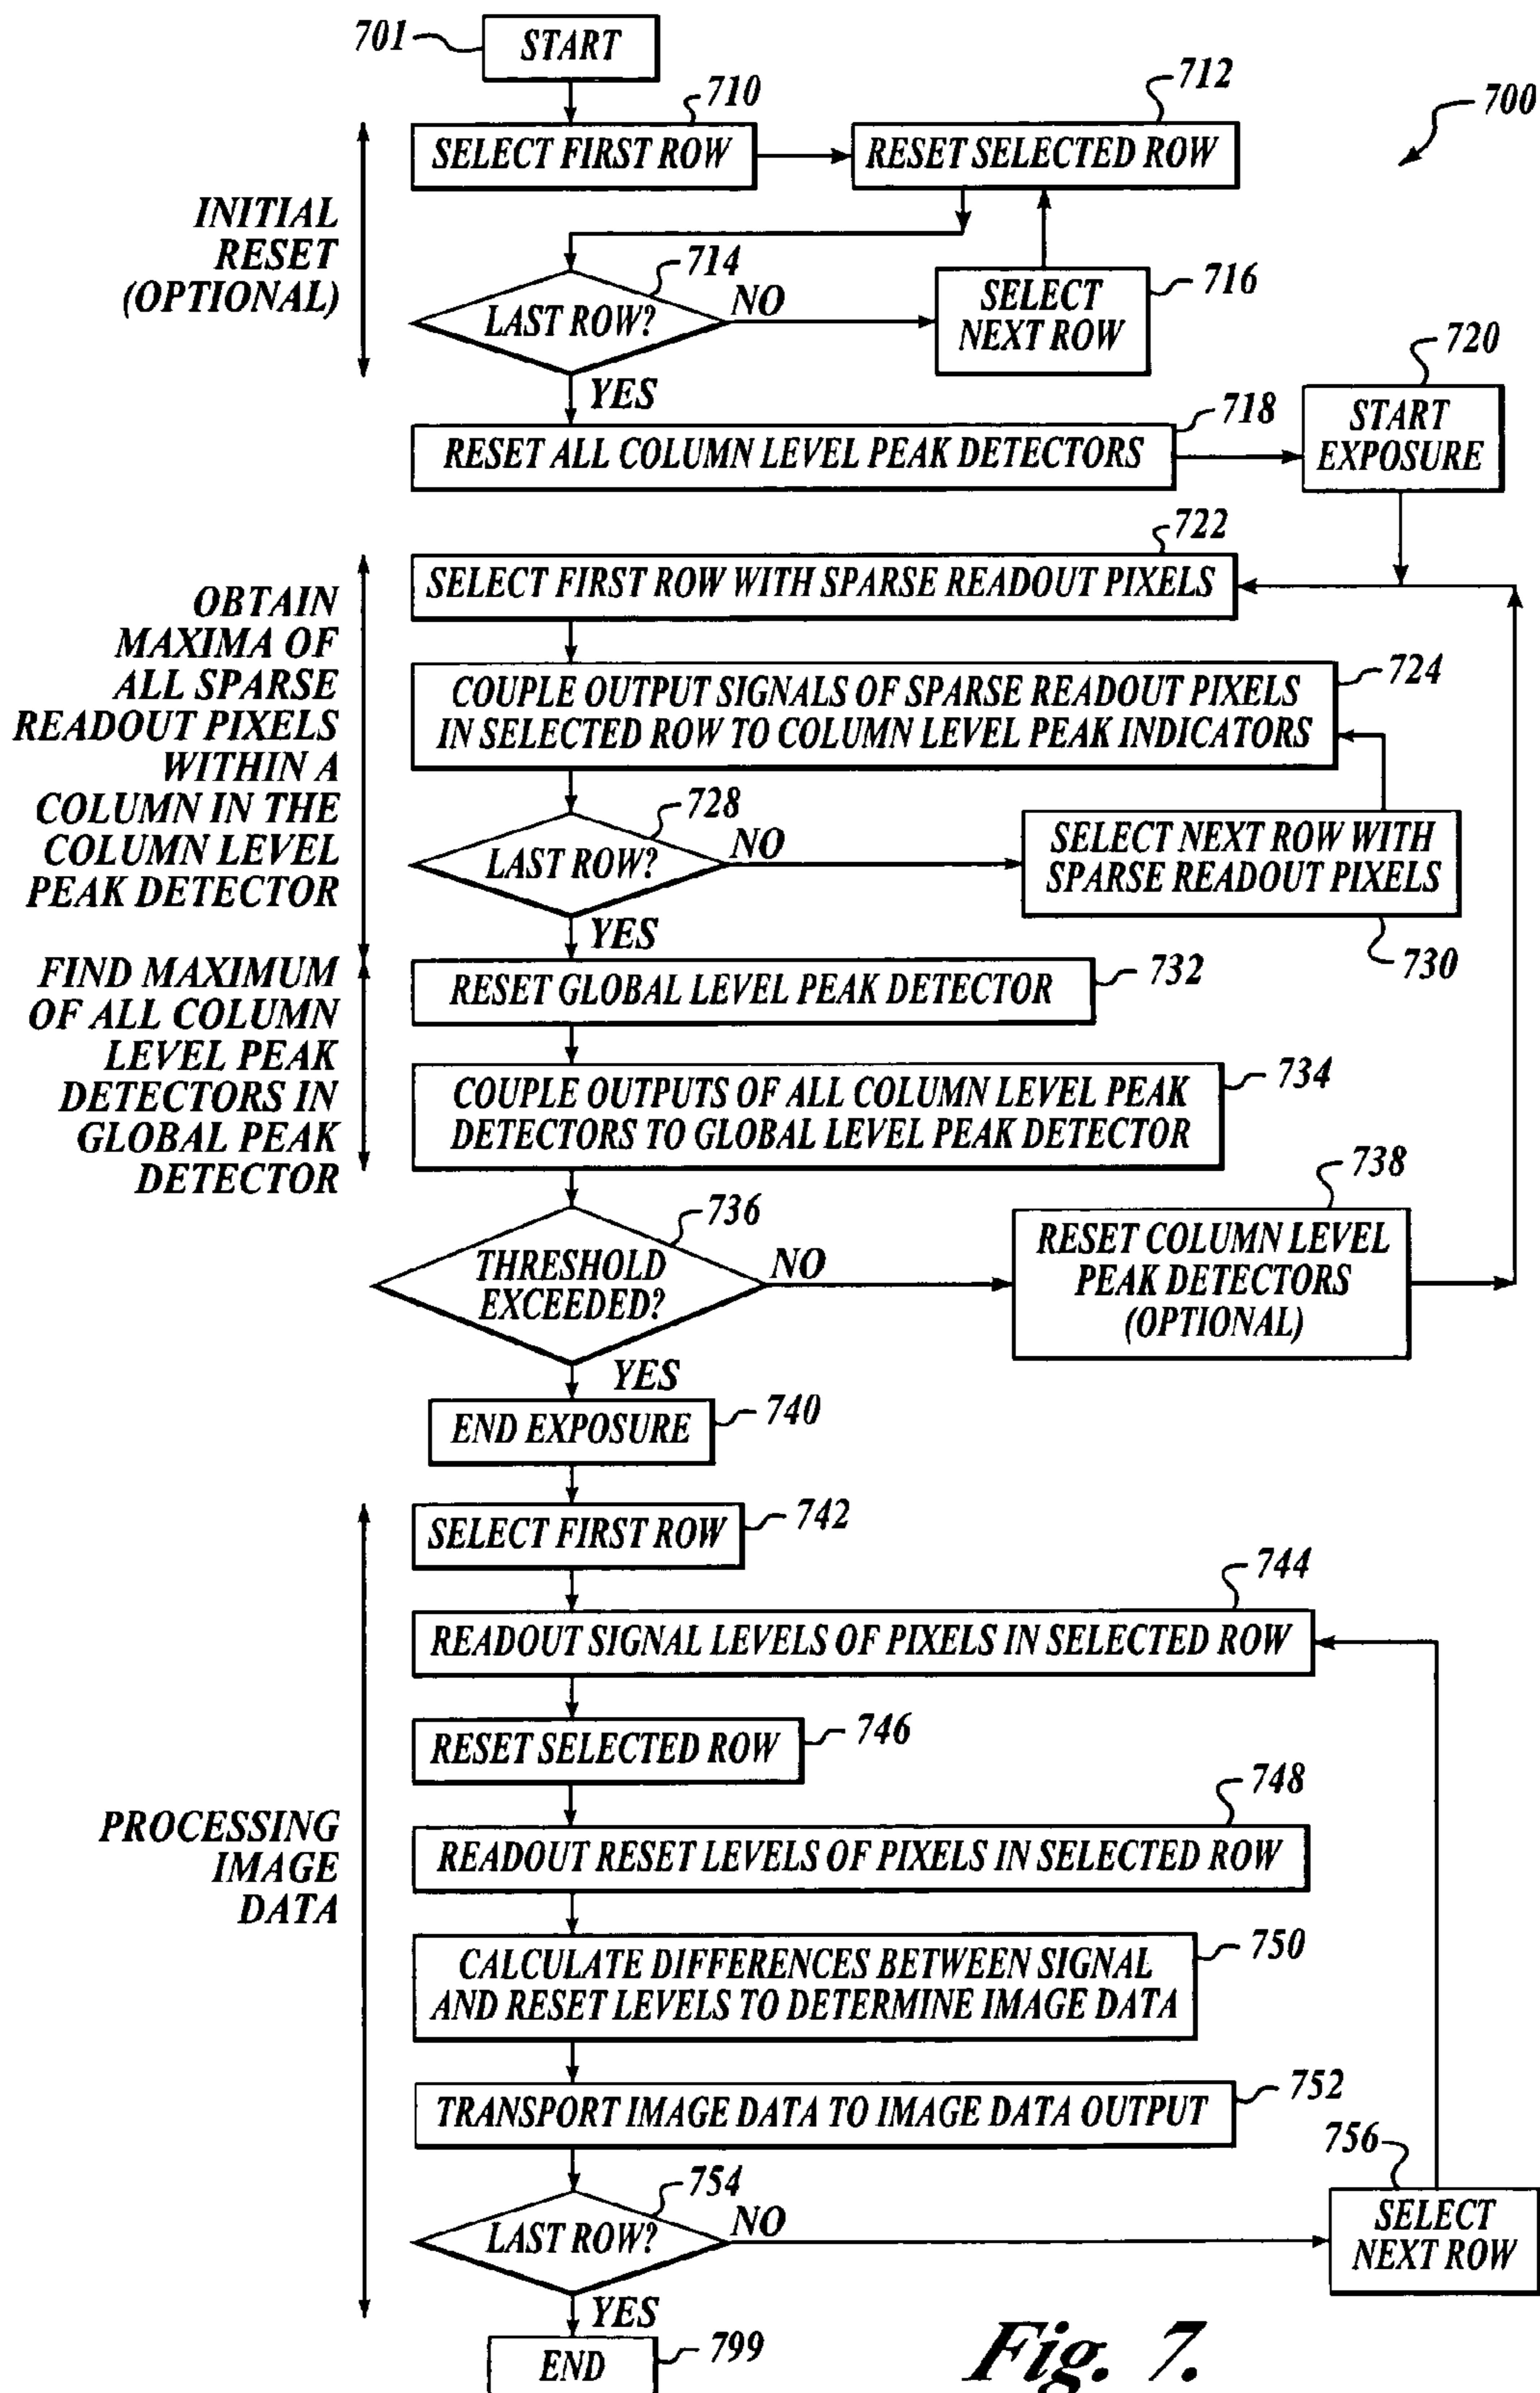 701
START
710
712
700
SELECT FIRST ROW
RESET SELECTED ROW
INITIAL
RESET
(OPTIONAL)
714
LAST ROW?
NO
716
SELECT
NEXT ROW
YES
720
START
EXPOSURE
718
RESET ALL COLUMN LEVEL PEAK DETECTORS
722
SELECT FIRST ROW WITH SPARSE READOUT PIXELS
OBTAIN
MAXIMA OF
ALL SPARSE
READOUT PIXELS
WITHIN A
COLUMN IN THE
COLUMN LEVEL
PEAK DETECTOR
724
COUPLE OUTPUT SIGNALS OF SPARSE READOUT PIXELS
IN SELECTED ROW TO COLUMN LEVEL PEAK INDICATORS
728
LAST ROW?
NO
SELECT NEXT ROW WITH
SPARSE READOUT PIXELS
730
YES
FIND MAXIMUM
OF ALL COLUMN
LEVEL PEAK
DETECTORS IN
GLOBAL PEAK
DETECTOR
RESET GLOBAL LEVEL PEAK DETECTOR
732
COUPLE OUTPUTS OF ALL COLUMN LEVEL PEAK
DETECTORS TO GLOBAL LEVEL PEAK DETECTOR
734
736
THRESHOLD
EXCEEDED?
NO
738
RESET COLUMN LEVEL
PEAK DETECTORS
(OPTIONAL)
YES
END EXPOSURE
740
SELECT FIRST ROW
742
744
READOUT SIGNAL LEVELS OF PIXELS IN SELECTED ROW
RESET SELECTED ROW
746
748
READOUT RESET LEVELS OF PIXELS IN SELECTED ROW
PROCESSING
IMAGE
DATA
CALCULATE DIFFERENCES BETWEEN SIGNAL
AND RESET LEVELS TO DETERMINE IMAGE DATA
750
TRANSPORT IMAGE DATA TO IMAGE DATA OUTPUT
752
754
LAST ROW?
NO
756
SELECT
NEXT ROW
YES
END
799
Fig. 7.